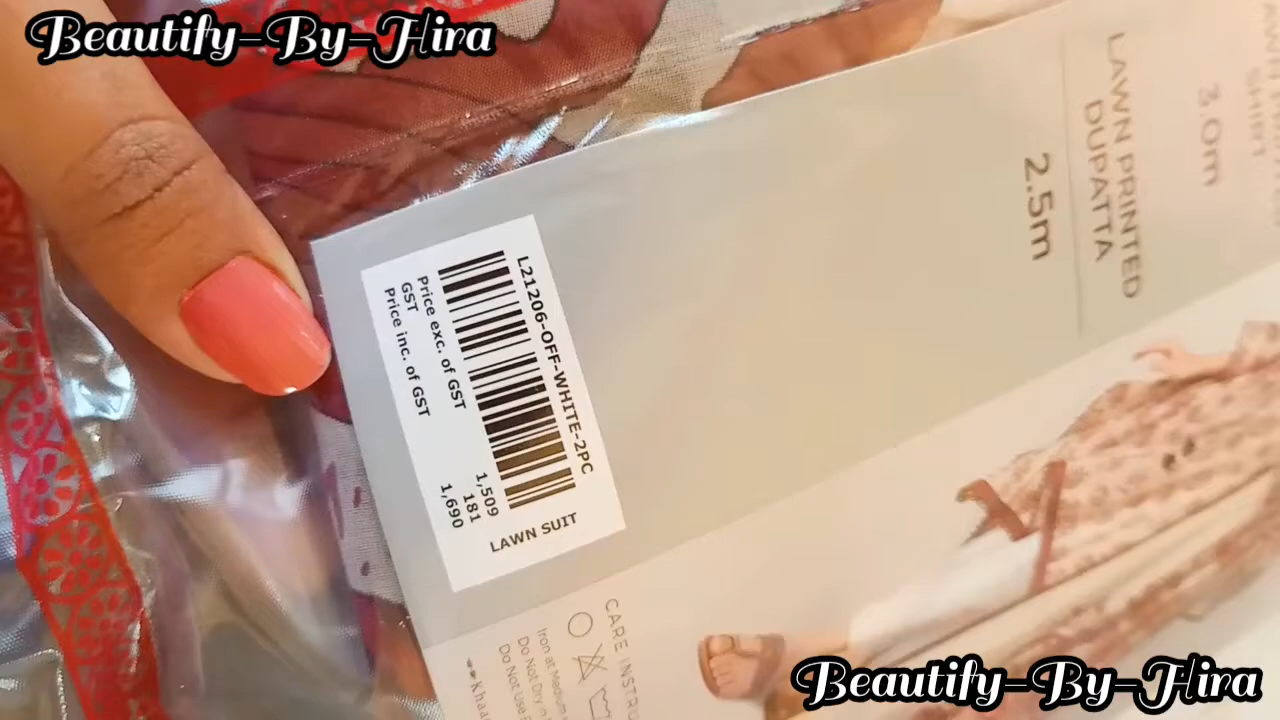 Beautify-By-Hira
LAWN PRINTED
DUPATTA
2.5m
SHIRT
3.0m
L21206-OFF-WHITE-2PC
Price exc. of GST 1,509
GST 181
Price inc. of GST 1,690
LAWN SUIT
CARE
Iron at Medium
Do Not Dry
Do Not Use
Beautify-By-Hira